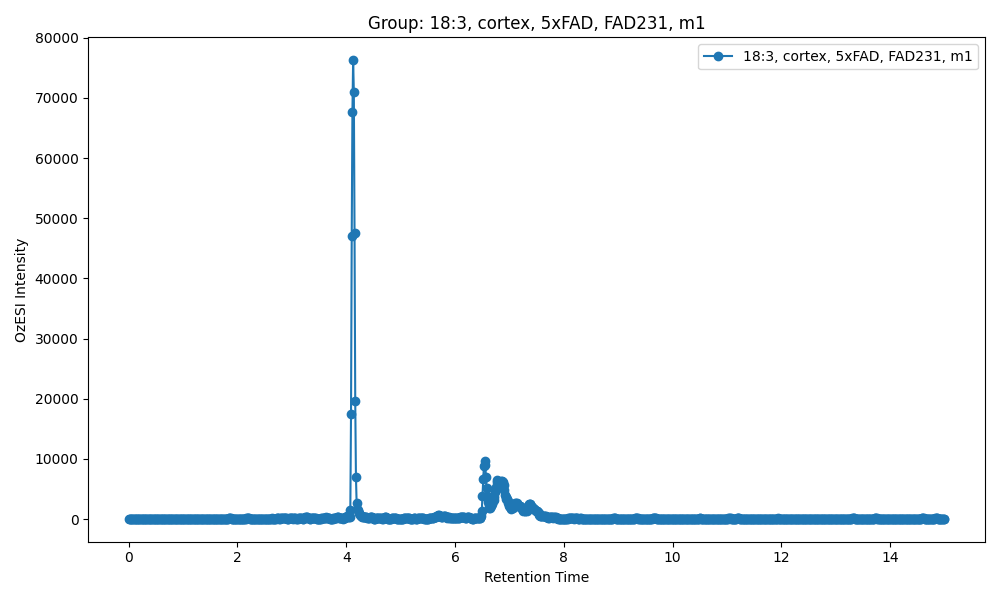 Group: 18:3, cortex, 5xFAD, FAD231, m1
18:3, cortex, 5xFAD, FAD231, m1
80000
70000
60000
50000
40000
30000
20000
10000
0
OzESI Intensity
0 2 4 6 8 10 12 14
Retention Time